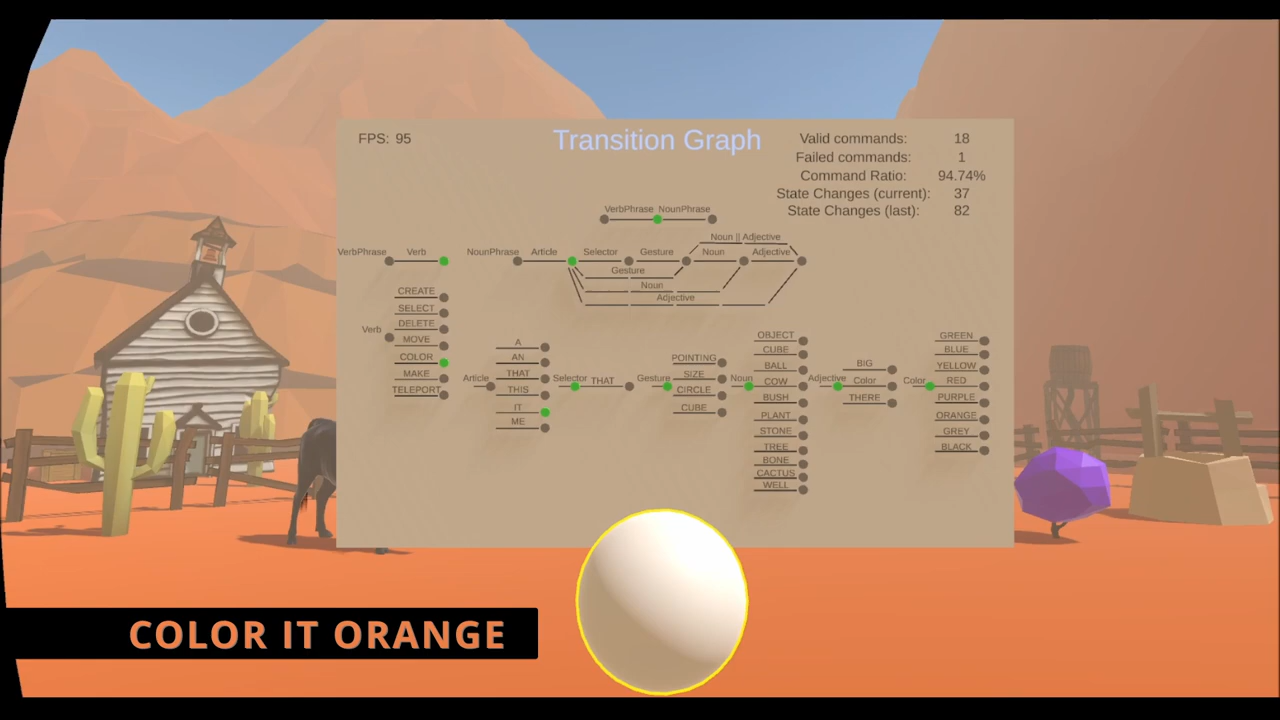 FPS: 95
Transition Graph
Valid commands: 18
Failed commands: 1
Command Ratio: 94.74%
State Changes (current): 37
State Changes (last): 82
VerbPhrase NounPhrase
Noun || Adjective
VerbPhrase Verb
NounPhrase Article Selector Gesture Noun Adjective
Gesture
Noun
Adjective
Verb
CREATE
SELECT
DELETE
MOVE
COLOR
MAKE
TELEPORT
Article
A
AN
THAT
THIS
IT
ME
Selector THAT
Gesture
POINTING
SIZE
CIRCLE
CUBE
Noun
OBJECT
CUBE
BALL
COW
BUSH
PLANT
STONE
TREE
BONE
CACTUS
WELL
Adjective
BIG
Color
THERE
Color
GREEN
BLUE
YELLOW
RED
PURPLE
ORANGE
GREY
BLACK
COLOR IT ORANGE